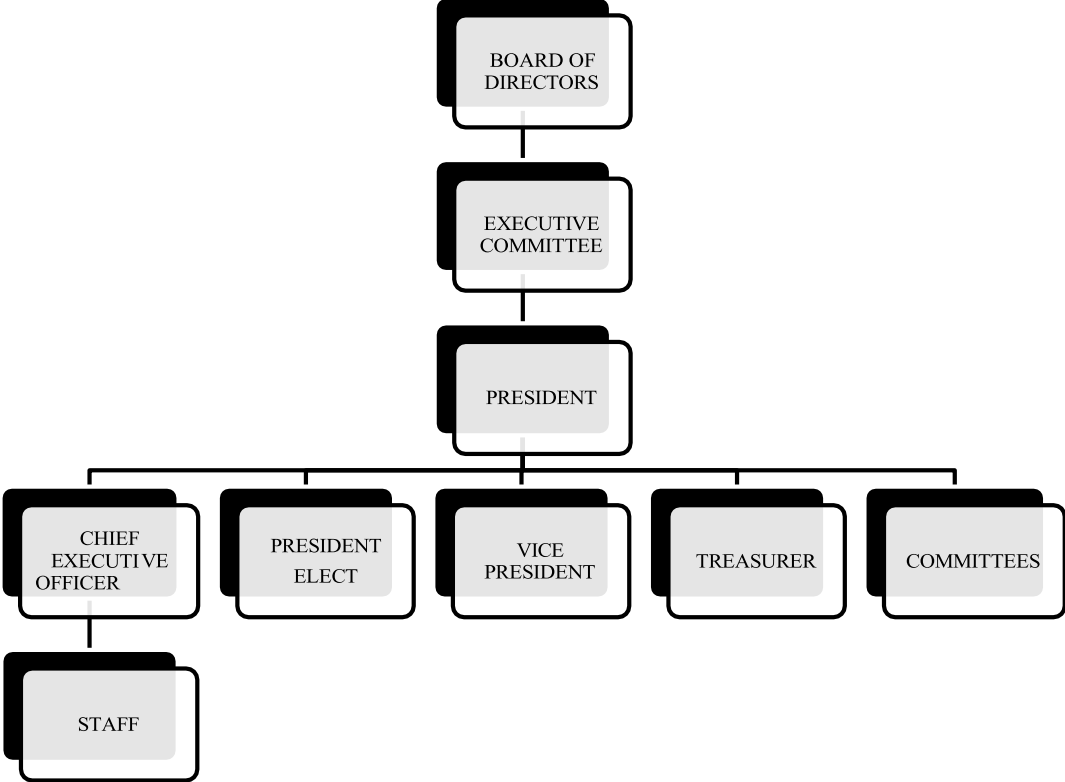 BOARD OF
DIRECTORS
EXECUTIVE
COMMITTEE
PRESIDENT
CHIEF
EXECUTIVE
OFFICER
PRESIDENT
ELECT
VICE
PRESIDENT
TREASURER
COMMITTEES
STAFF